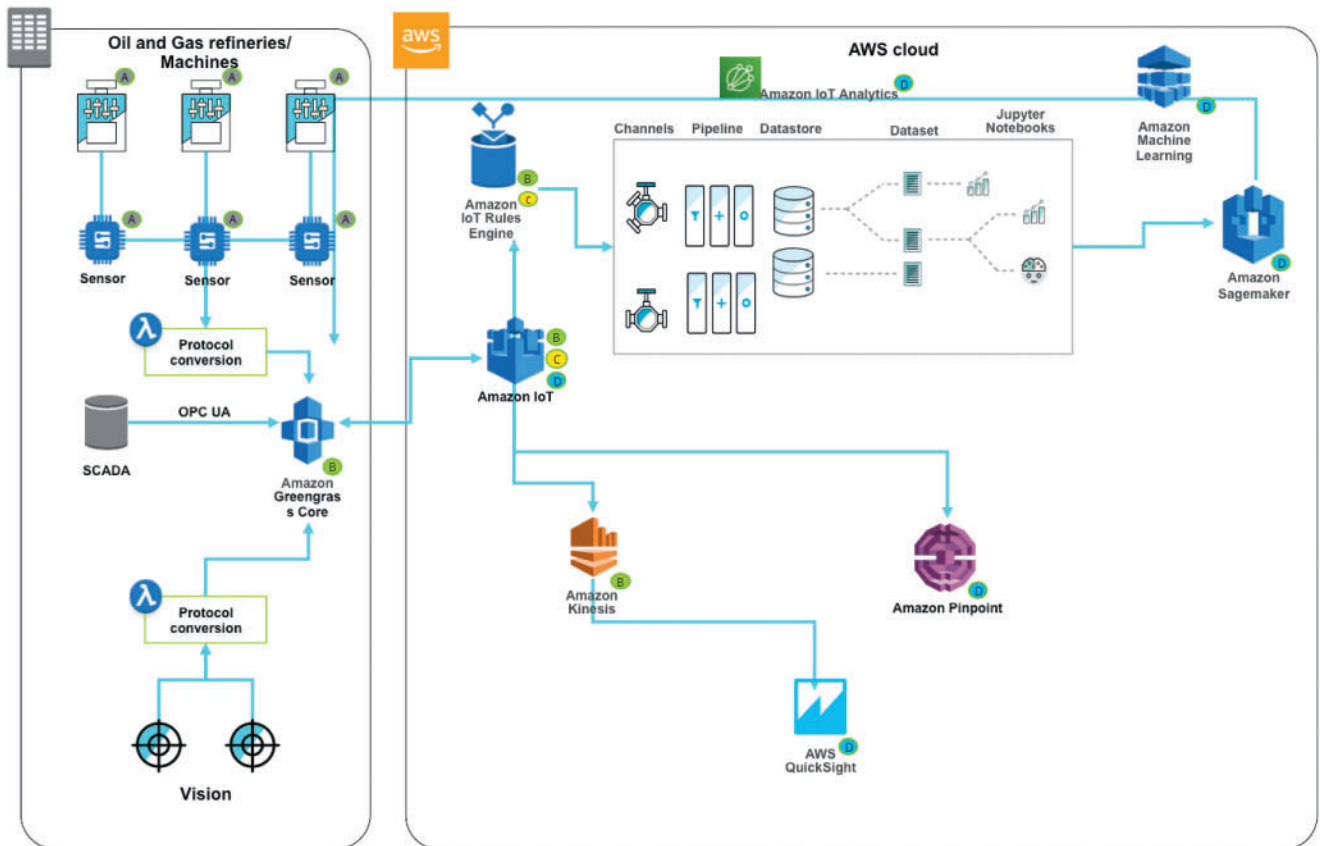 Oil and Gas refineries/
Machines
A
A
A
A
A
A
Sensor
Sensor
Sensor
λ
Protocol
conversion
OPC UA
SCADA
B
Amazon
Greengras
s Core
λ
Protocol
conversion
Vision
aws
AWS cloud
Amazon IoT Analytics
D
D
Amazon
Machine
Learning
Channels
Pipeline
Datastore
Dataset
Jupyter
Notebooks
B
C
Amazon
IoT Rules
Engine
D
Amazon
Sagemaker
B
C
D
Amazon IoT
B
Amazon
Kinesis
D
Amazon Pinpoint
D
AWS
QuickSight